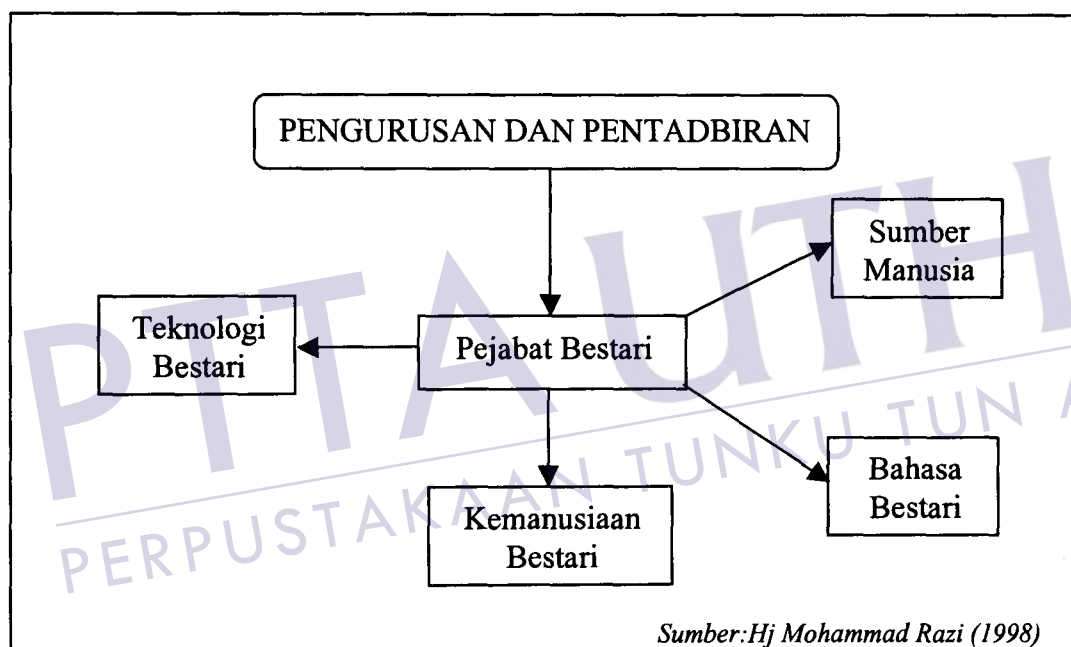 PENGURUSAN DAN PENTADBIRAN
Sumber
Manusia
Teknologi
Bestari
Pejabat Bestari
Bahasa
Bestari
Kemanusiaan
Bestari
Sumber:Hj Mohammad Razi (1998)
PTTAUTH
PERPUSTAKAAN TUNKU TUN A